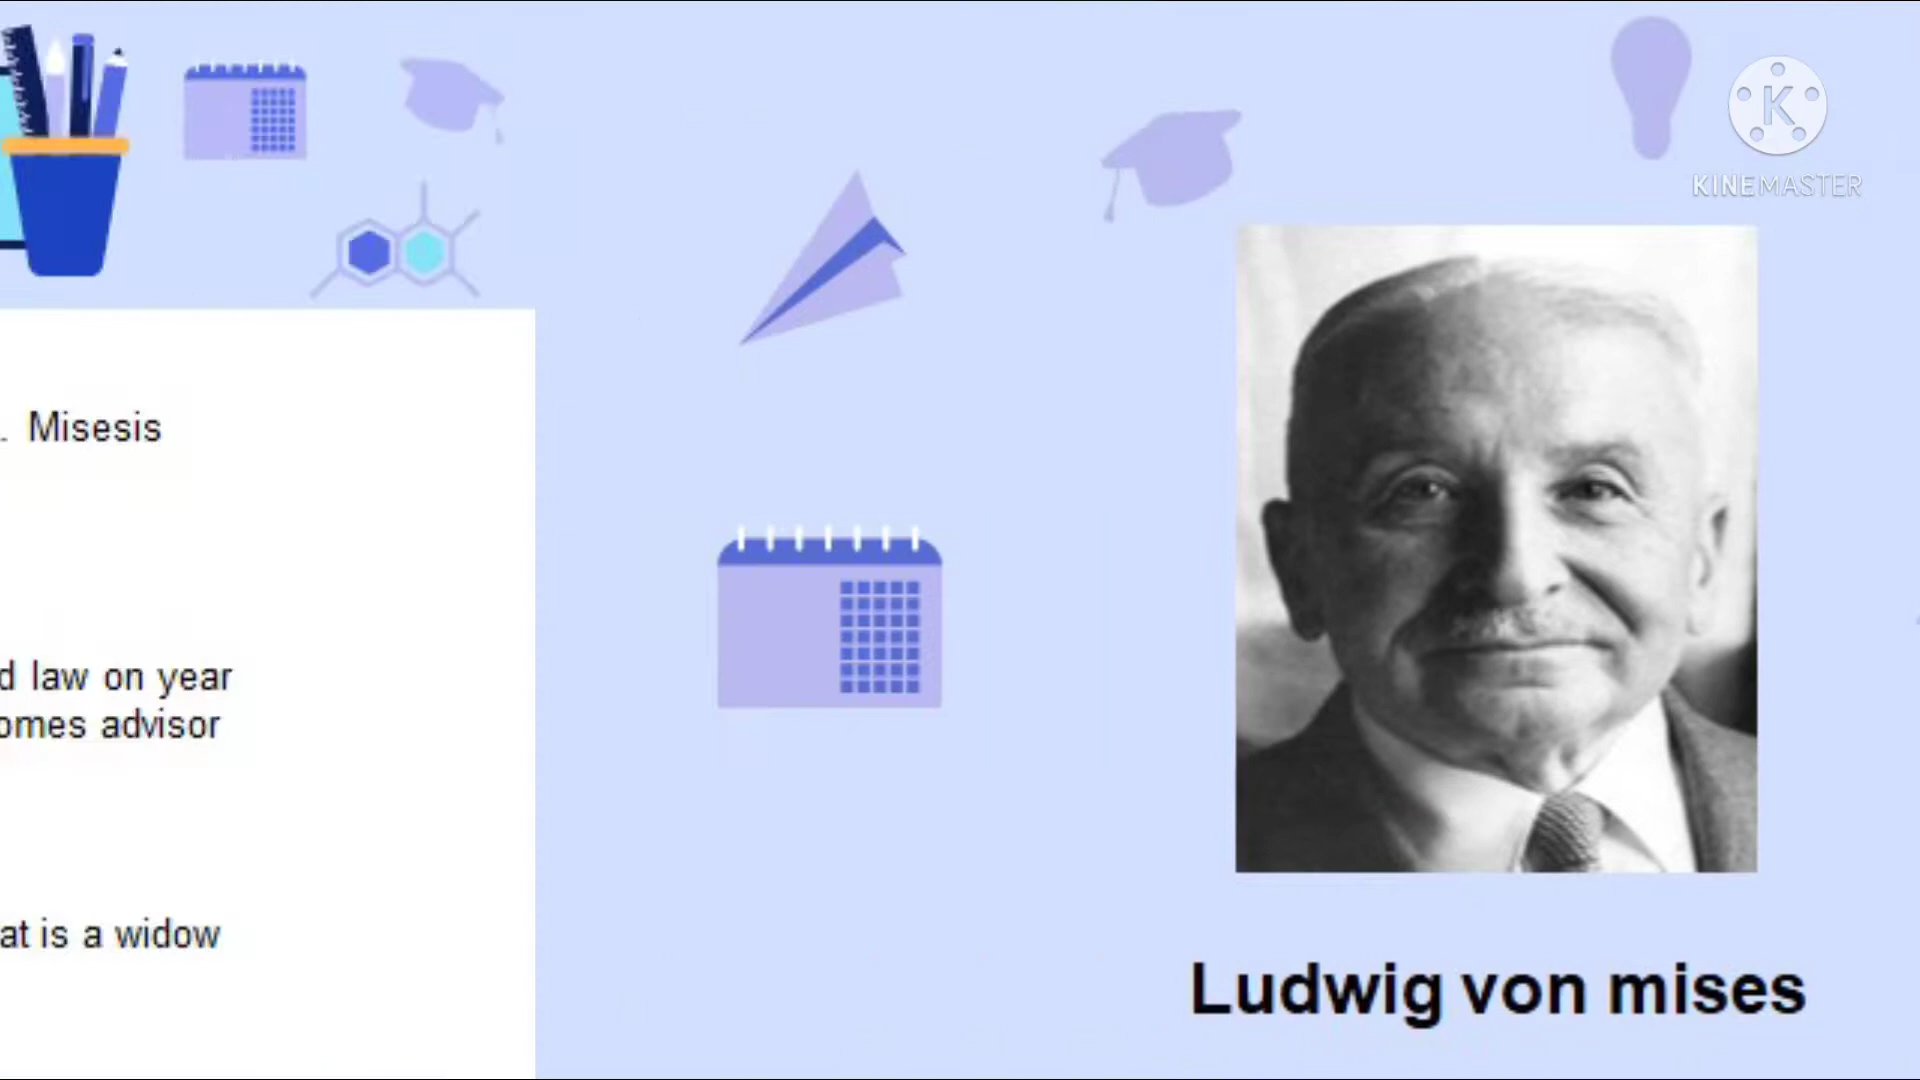 K
KINEMASTER
. Misesis
law on year
advisor
is a widow
Ludwig von mises